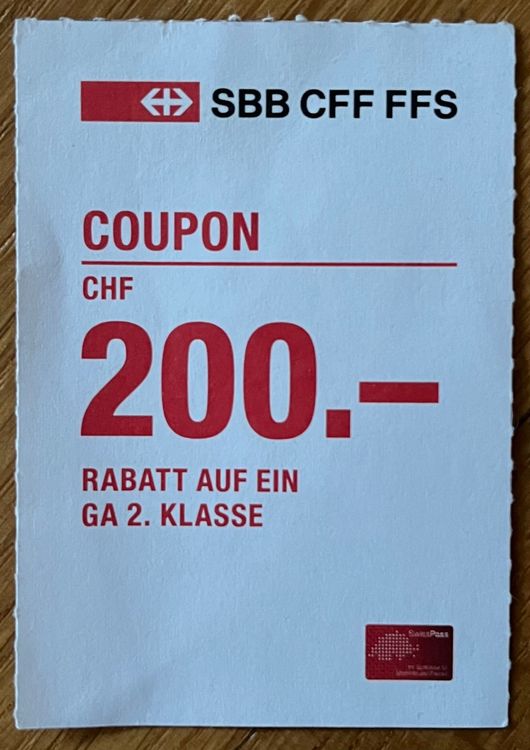 SBB CFF FFS
COUPON
CHF
200.–
RABATT AUF EIN
GA 2. KLASSE
SwissPass